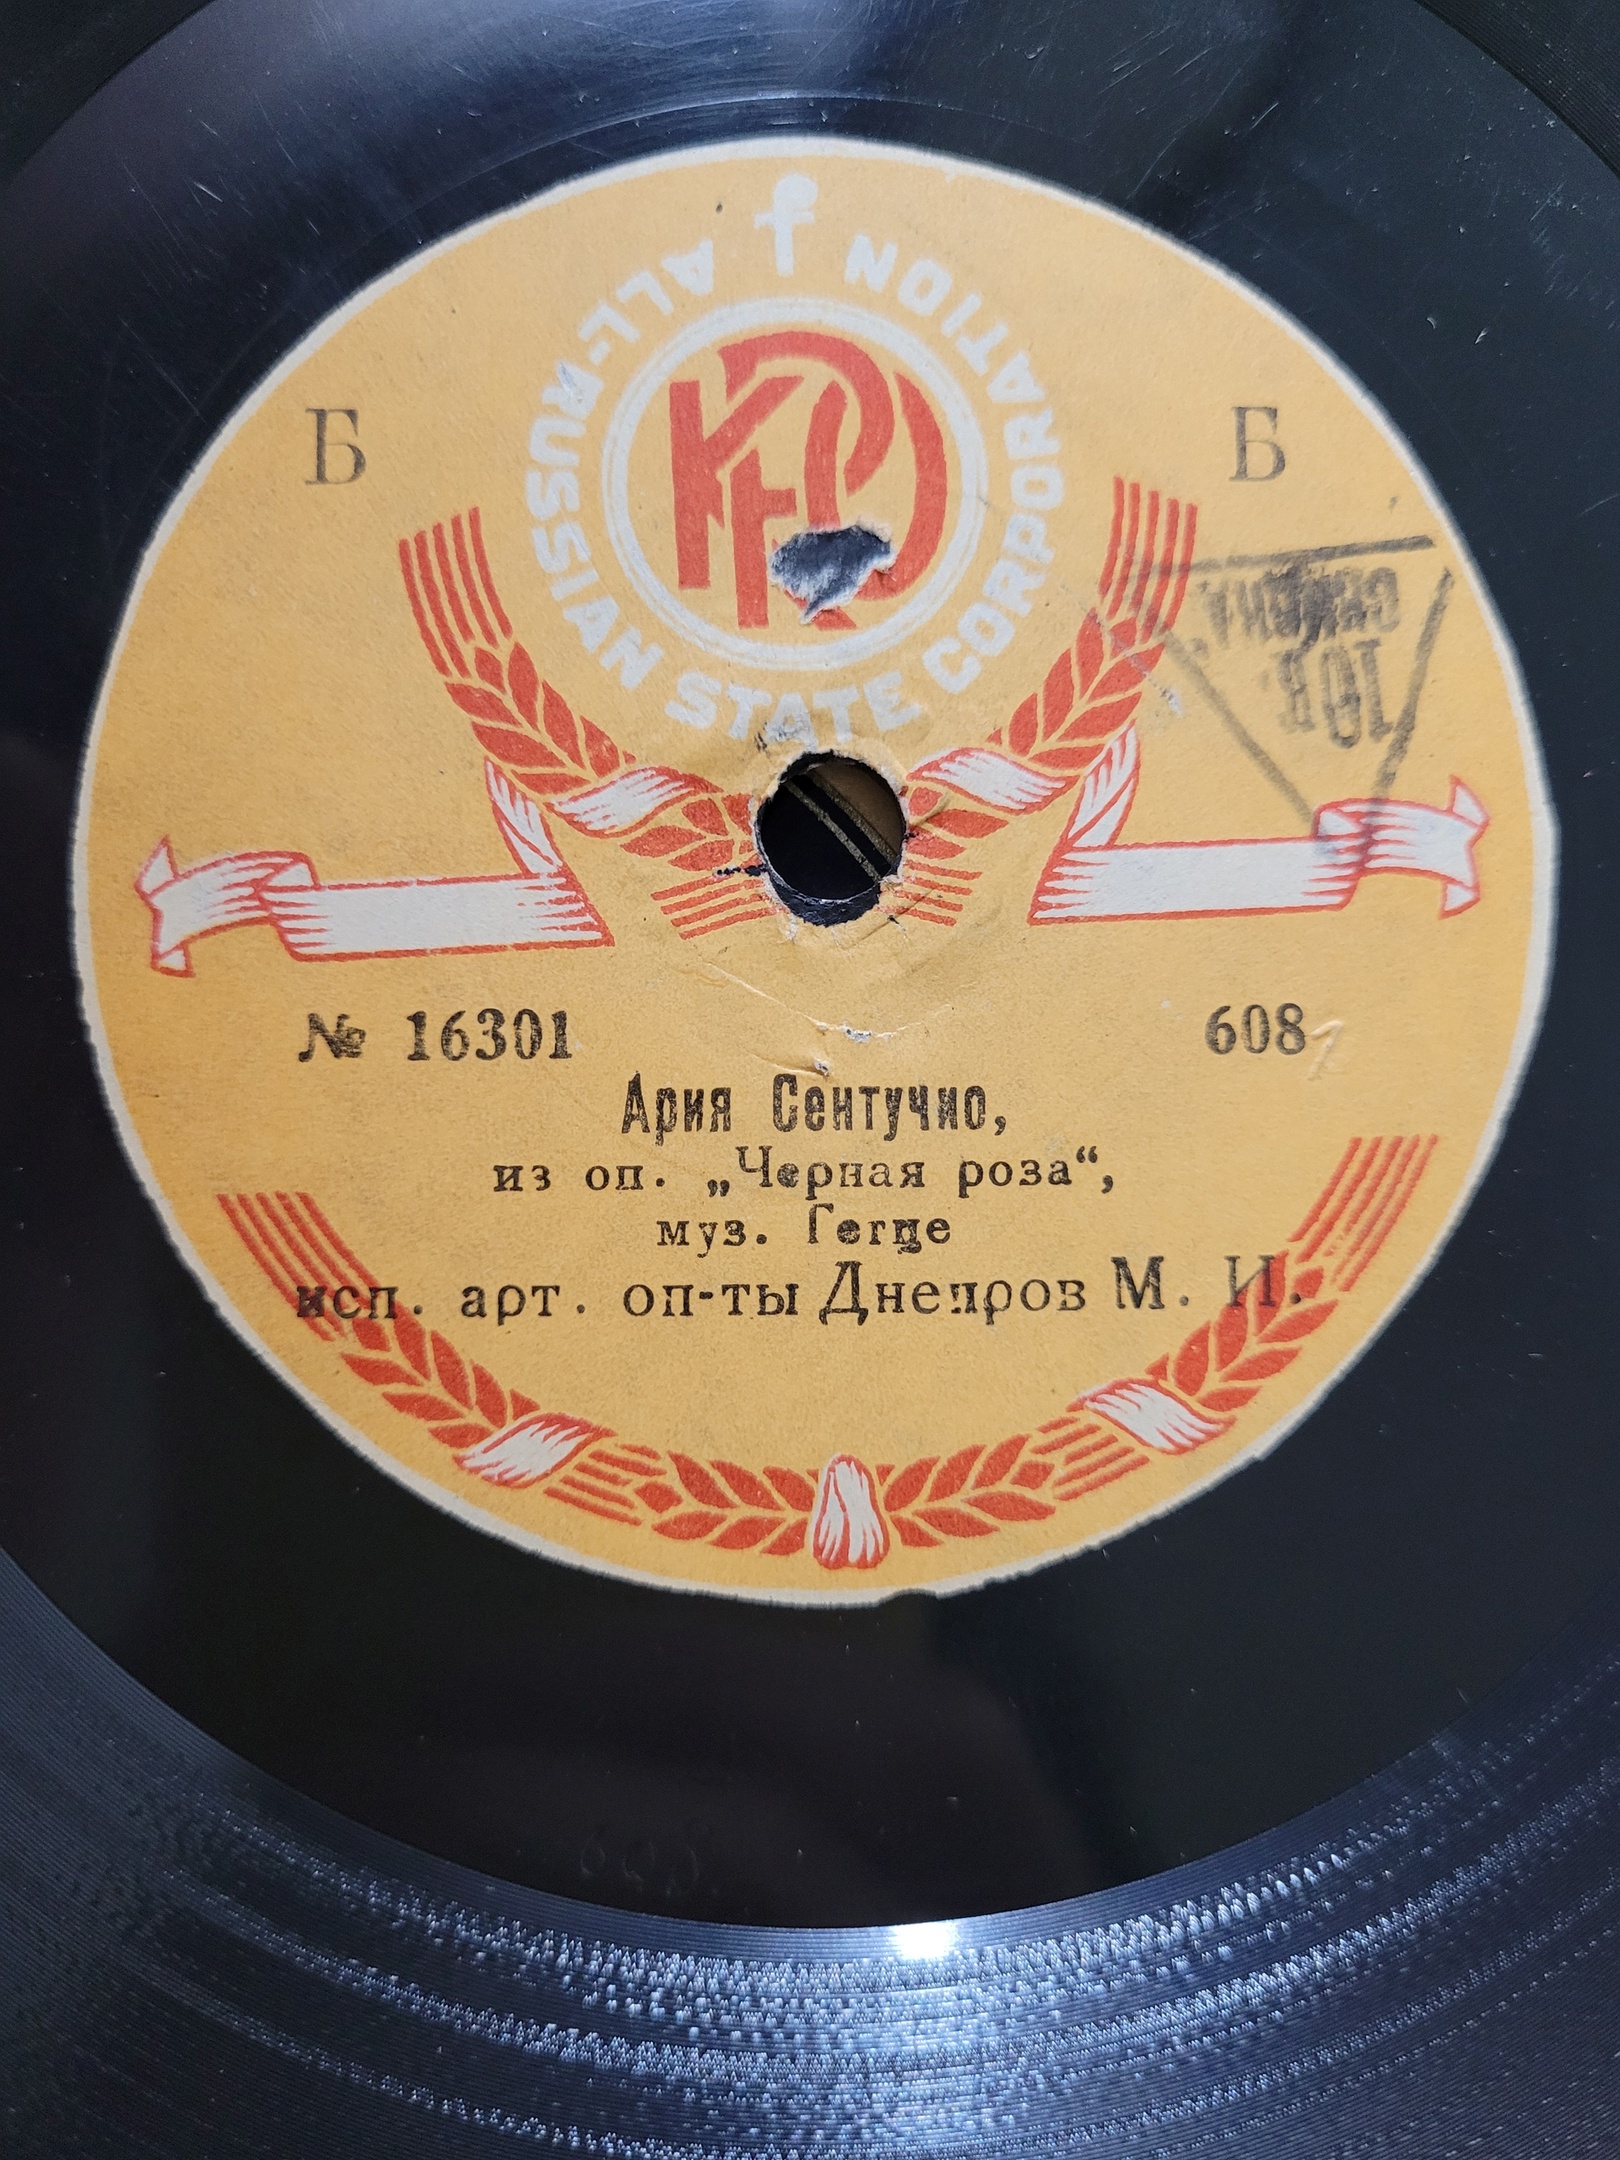 ALL-RUSSIAN STATE CORPORATION
Б Б
№ 16301 608
Ария Сентучио,
из оп. „Черная роза“,
муз. Гегце
исп. арт. оп-ты Днепров М. И.